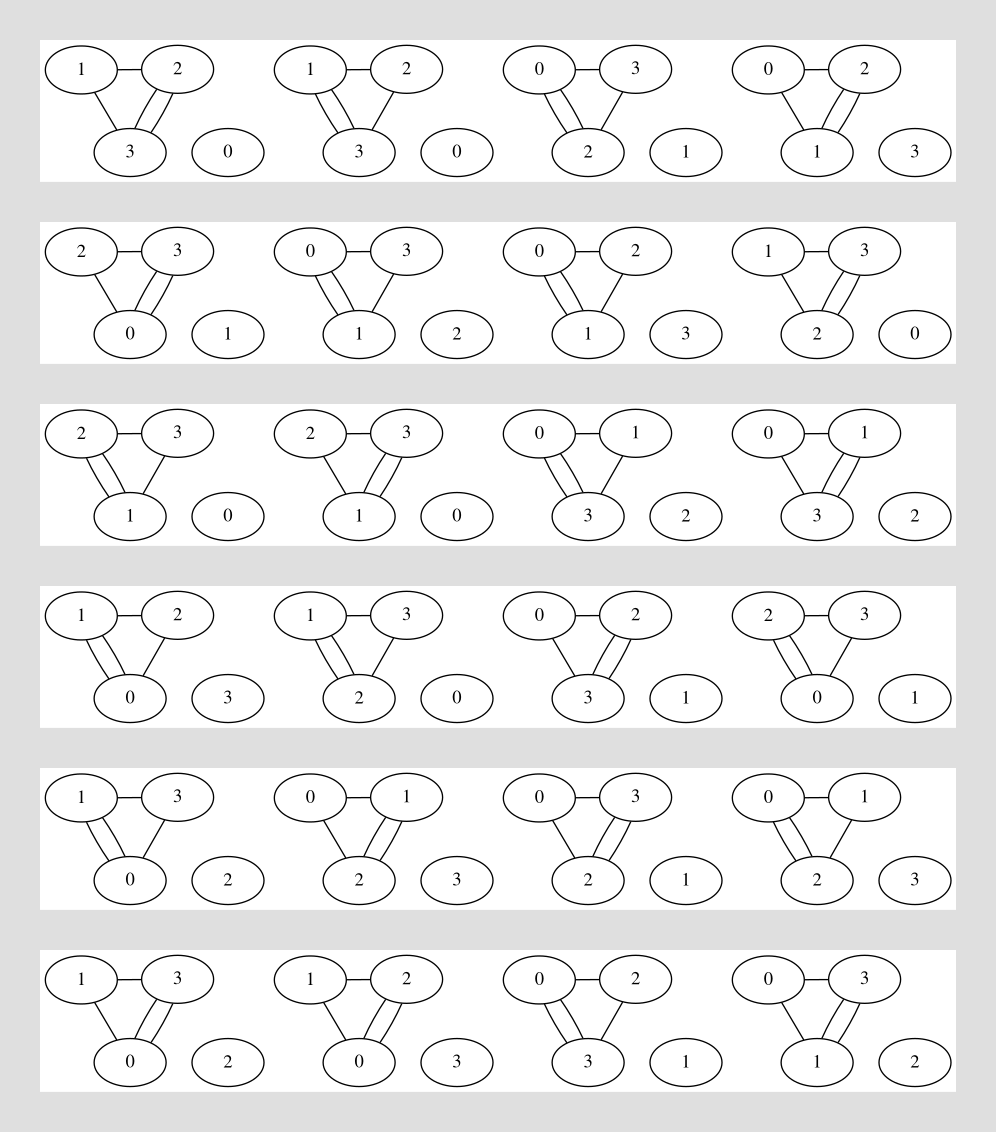 1 2 1 2 0 3 0 2
3 0 3 0 2 1 1 3
2 3 0 3 0 2 1 3
0 1 1 2 1 3 2 0
2 3 2 3 0 1 0 1
1 0 1 0 3 2 3 2
1 2 1 3 0 2 2 3
0 3 2 0 3 1 0 1
1 3 0 1 0 3 0 1
0 2 2 3 2 1 2 3
1 3 1 2 0 2 0 3
0 2 0 3 3 1 1 2